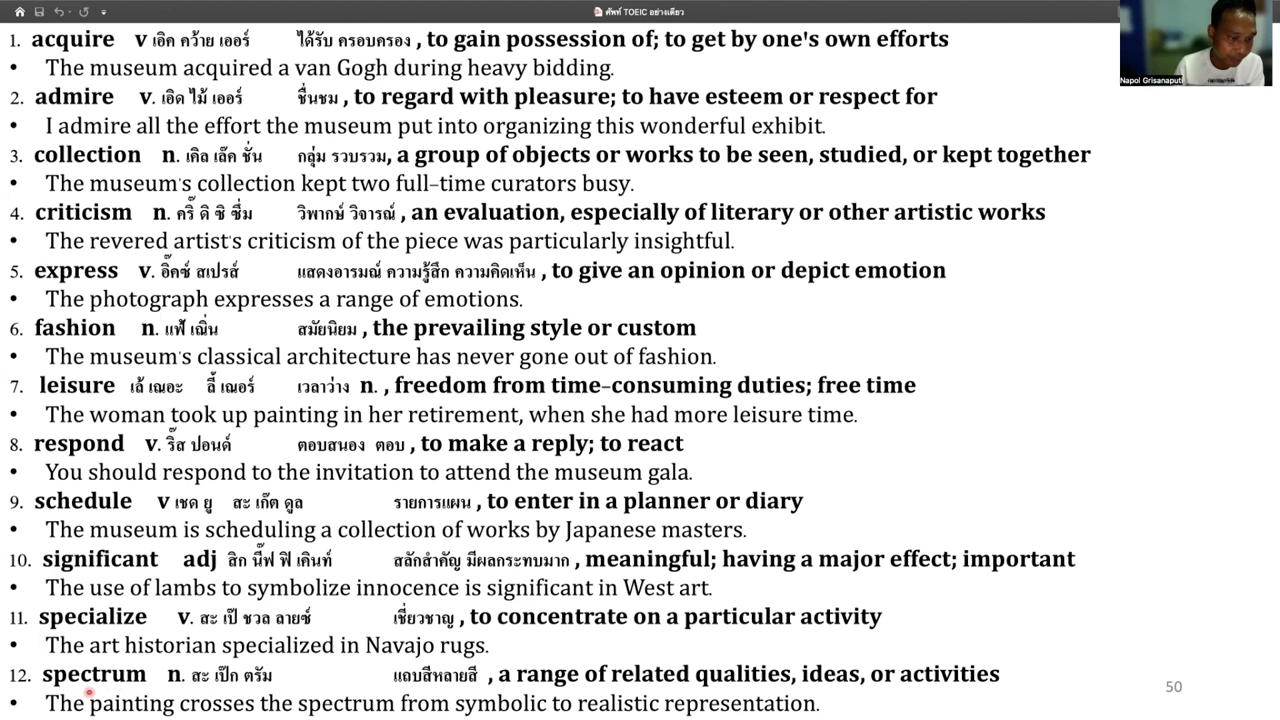 ศัพท์ TOEIC อย่างเดียว
Napol Grisanaputi
1. acquire v เอิค คว้าย เออร์ ได้รับ ครอบครอง , to gain possession of; to get by one's own efforts
• The museum acquired a van Gogh during heavy bidding.
2. admire v. เอิด ไม้ เออร์ ชื่นชม , to regard with pleasure; to have esteem or respect for
• I admire all the effort the museum put into organizing this wonderful exhibit.
3. collection n. เคิล เล๊ค ชั่น กลุ่ม รวบรวม, a group of objects or works to be seen, studied, or kept together
• The museum's collection kept two full-time curators busy.
4. criticism n. คริ๊ ดิ ซิ ซึ่ม วิพากษ์ วิจารณ์ , an evaluation, especially of literary or other artistic works
• The revered artist's criticism of the piece was particularly insightful.
5. express v. อิ๊คซ์ สเปรส์ แสดงอารมณ์ ความรู้สึก ความคิดเห็น , to give an opinion or depict emotion
• The photograph expresses a range of emotions.
6. fashion n. แฟ้ เฌิ่น สมัยนิยม , the prevailing style or custom
• The museum's classical architecture has never gone out of fashion.
7. leisure เล้ เฌอะ ลี้ เฌอร์ เวลาว่าง n. , freedom from time-consuming duties; free time
• The woman took up painting in her retirement, when she had more leisure time.
8. respond v. ริ๊ส ปอนด์ ตอบสนอง ตอบ , to make a reply; to react
• You should respond to the invitation to attend the museum gala.
9. schedule v เชด ยู สะ เก๊ต ดูล รายการแผน , to enter in a planner or diary
• The museum is scheduling a collection of works by Japanese masters.
10. significant adj สิก นี๊ฟ ฟิ เคินท์ สลักสำคัญ มีผลกระทบมาก , meaningful; having a major effect; important
• The use of lambs to symbolize innocence is significant in West art.
11. specialize v. สะ เป๊ ชวล ลายซ์ เชี่ยวชาญ , to concentrate on a particular activity
• The art historian specialized in Navajo rugs.
12. spectrum n. สะ เป๊ก ตรัม แถบสีหลายสี , a range of related qualities, ideas, or activities
• The painting crosses the spectrum from symbolic to realistic representation.
50